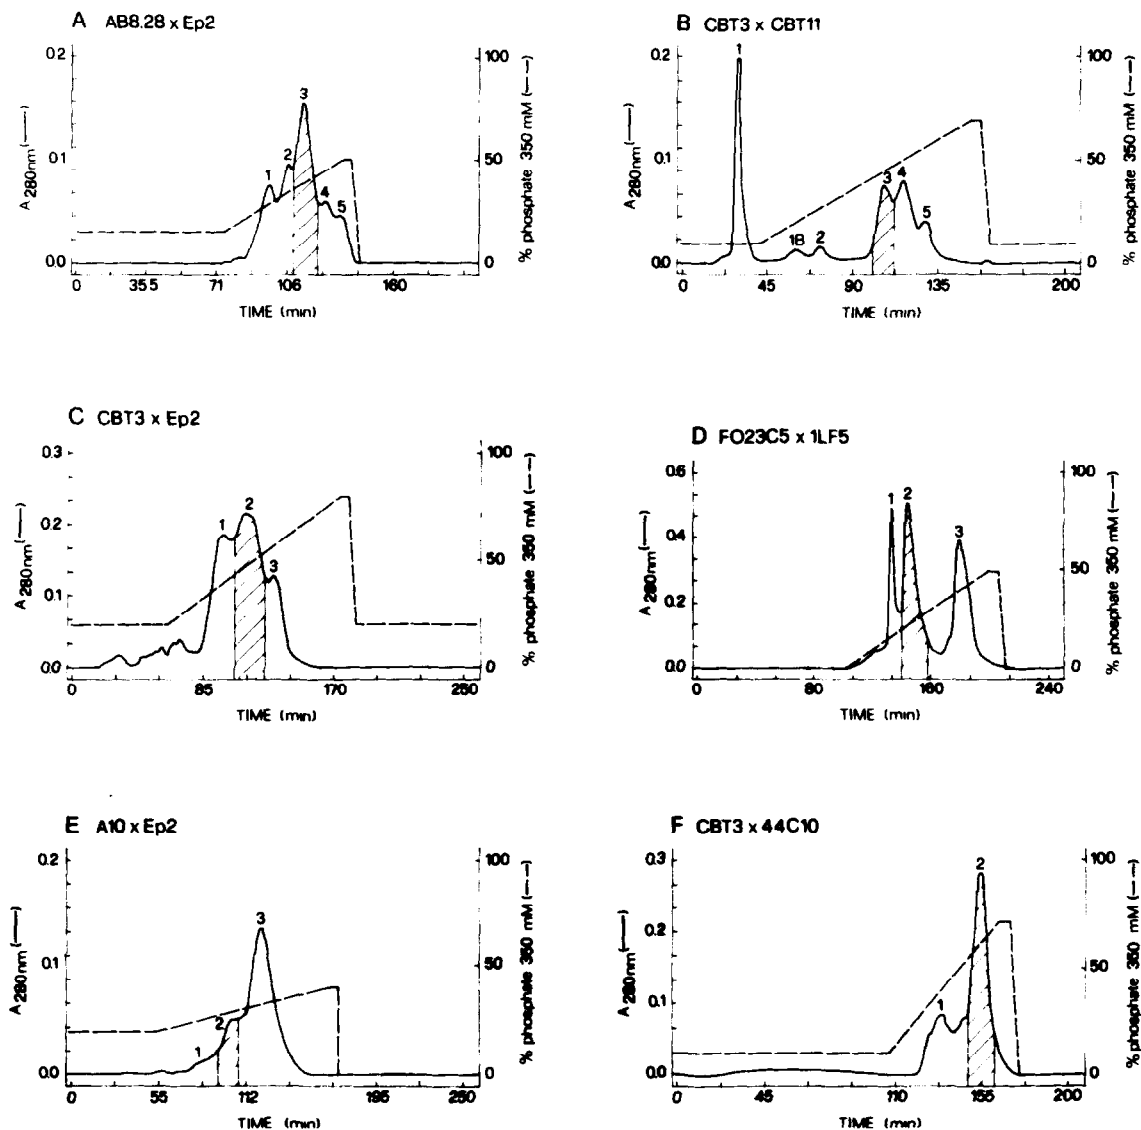 A AB8.28 x Ep2
0.2
0.1
0.0
A 280nm (——)
100
50
0
% phosphate 350 mM (– –)
1
2
3
4
5
0 35.5 71 106 160
TIME (min)
B CBT3 x CBT11
0.2
0.1
0.0
A 280nm (——)
100
50
0
% phosphate 350 mM (– –)
1
1B
2
3
4
5
0 45 90 135 200
TIME (min)
C CBT3 x Ep2
0.3
0.2
0.1
0.0
A 280nm (——)
100
50
0
% phosphate 350 mM (– –)
1
2
3
0 85 170 250
TIME (min)
D FO23C5 x 1LF5
0.6
0.4
0.2
0.0
A 280nm (——)
100
50
0
% phosphate 350 mM (– –)
1
2
3
0 80 160 240
TIME (min)
E A10 x Ep2
0.2
0.1
0.0
A 280nm (——)
100
50
0
% phosphate 350 mM (– –)
1
2
3
0 55 112 195 250
TIME (min)
F CBT3 x 44C10
0.3
0.2
0.1
0.0
A 280nm (——)
100
50
0
% phosphate 350 mM (– –)
1
2
0 45 110 155 200
TIME (min)